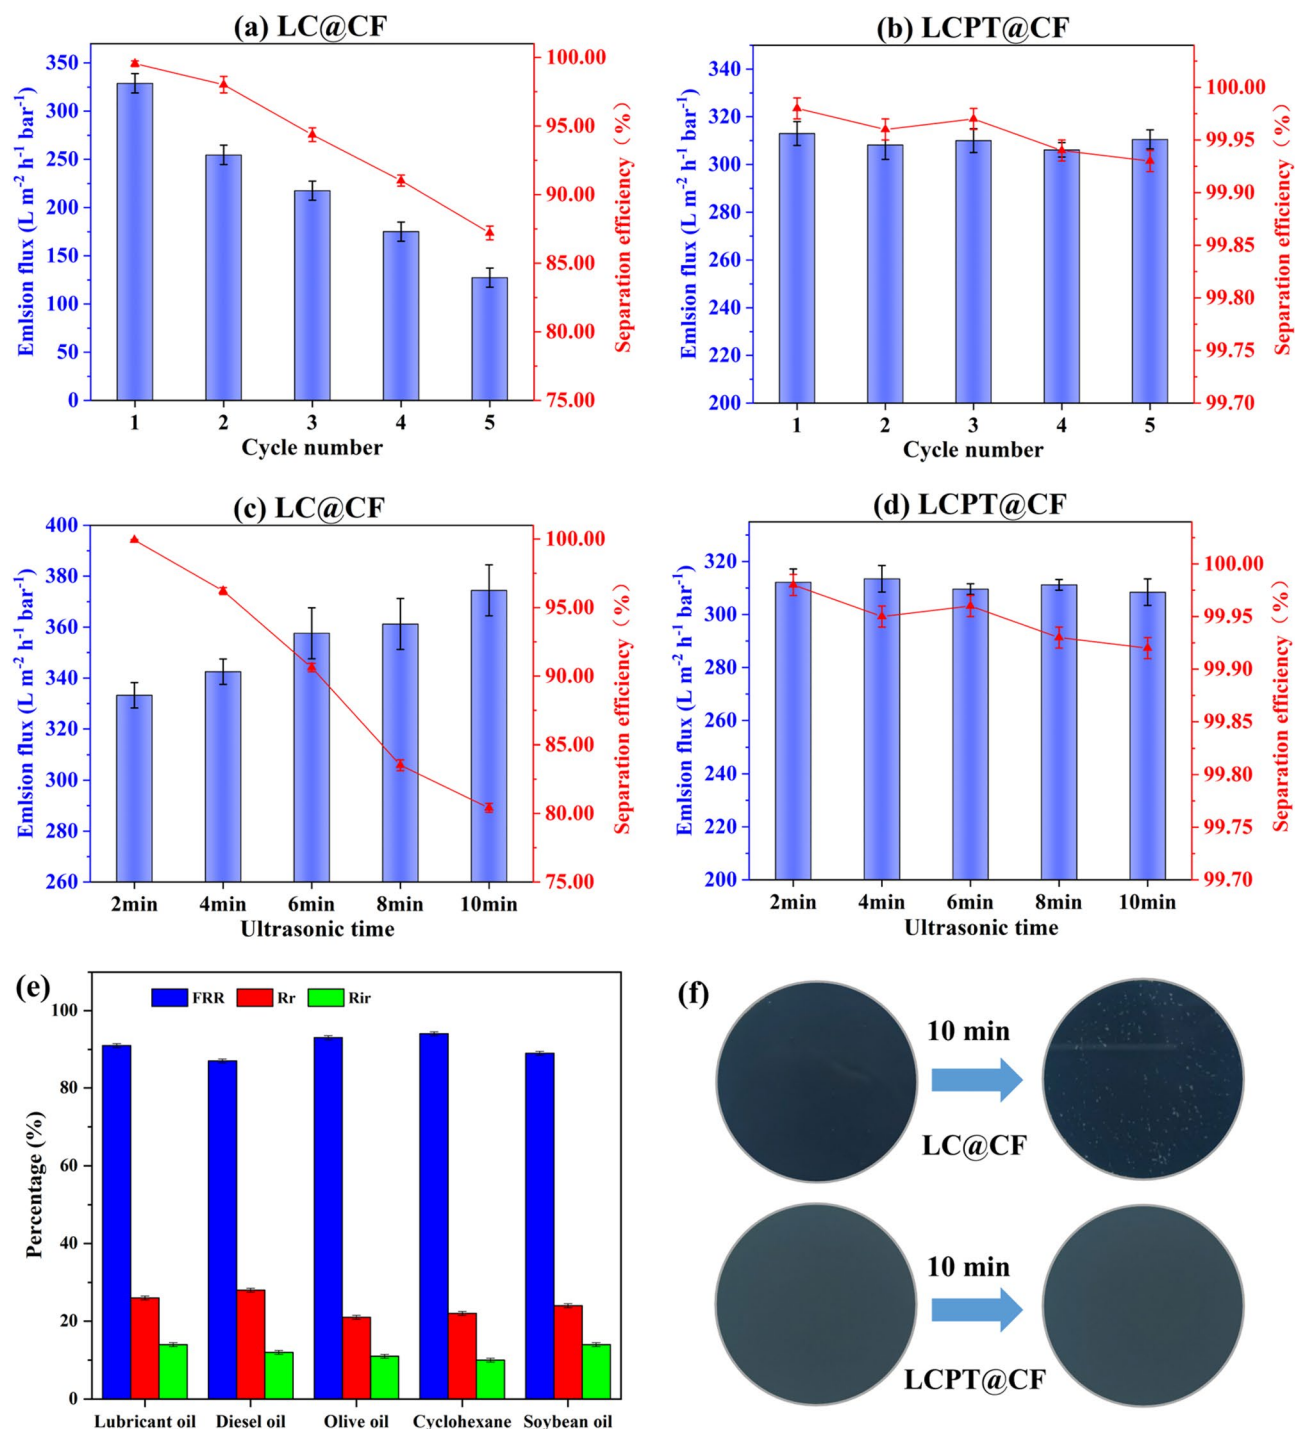 (a) LC@CF
Emlsion flux (L m⁻² h⁻¹ bar⁻¹)
350
300
250
200
150
100
50
0
100.00
95.00
90.00
85.00
80.00
75.00
Separation efficiency (%)
1 2 3 4 5
Cycle number
(b) LCPT@CF
Emlsion flux (L m⁻² h⁻¹ bar⁻¹)
340
320
300
280
260
240
220
200
100.00
99.95
99.90
99.85
99.80
99.75
99.70
Separation efficiency (%)
1 2 3 4 5
Cycle number
(c) LC@CF
Emlsion flux (L m⁻² h⁻¹ bar⁻¹)
400
380
360
340
320
300
280
260
100.00
95.00
90.00
85.00
80.00
75.00
Separation efficiency (%)
2min 4min 6min 8min 10min
Ultrasonic time
(d) LCPT@CF
Emlsion flux (L m⁻² h⁻¹ bar⁻¹)
320
300
280
260
240
220
200
100.00
99.95
99.90
99.85
99.80
99.75
99.70
Separation efficiency (%)
2min 4min 6min 8min 10min
Ultrasonic time
(e)
FRR Rr Rir
Percentage (%)
100
80
60
40
20
0
Lubricant oil Diesel oil Olive oil Cyclohexane Soybean oil
(f)
10 min
LC@CF
10 min
LCPT@CF